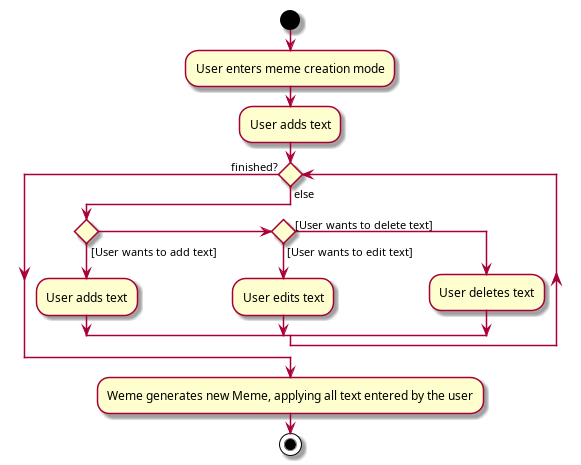 User enters meme creation mode
User adds text
finished?
else
[User wants to delete text]
[User wants to add text]
[User wants to edit text]
User adds text
User edits text
User deletes text
Weme generates new Meme, applying all text entered by the user